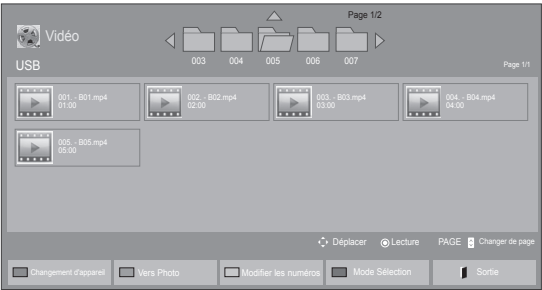 Page 1/2
Vidéo
003 004 005 006 007
USB
Page 1/1
001. - B01.mp4
01:00
002. - B02.mp4
02:00
003. - B03.mp4
03:00
004. - B04.mp4
04:00
005. - B05.mp4
05:00
Déplacer Lecture PAGE Changer de page
Changement d'appareil Vers Photo Modifier les numéros Mode Sélection Sortie